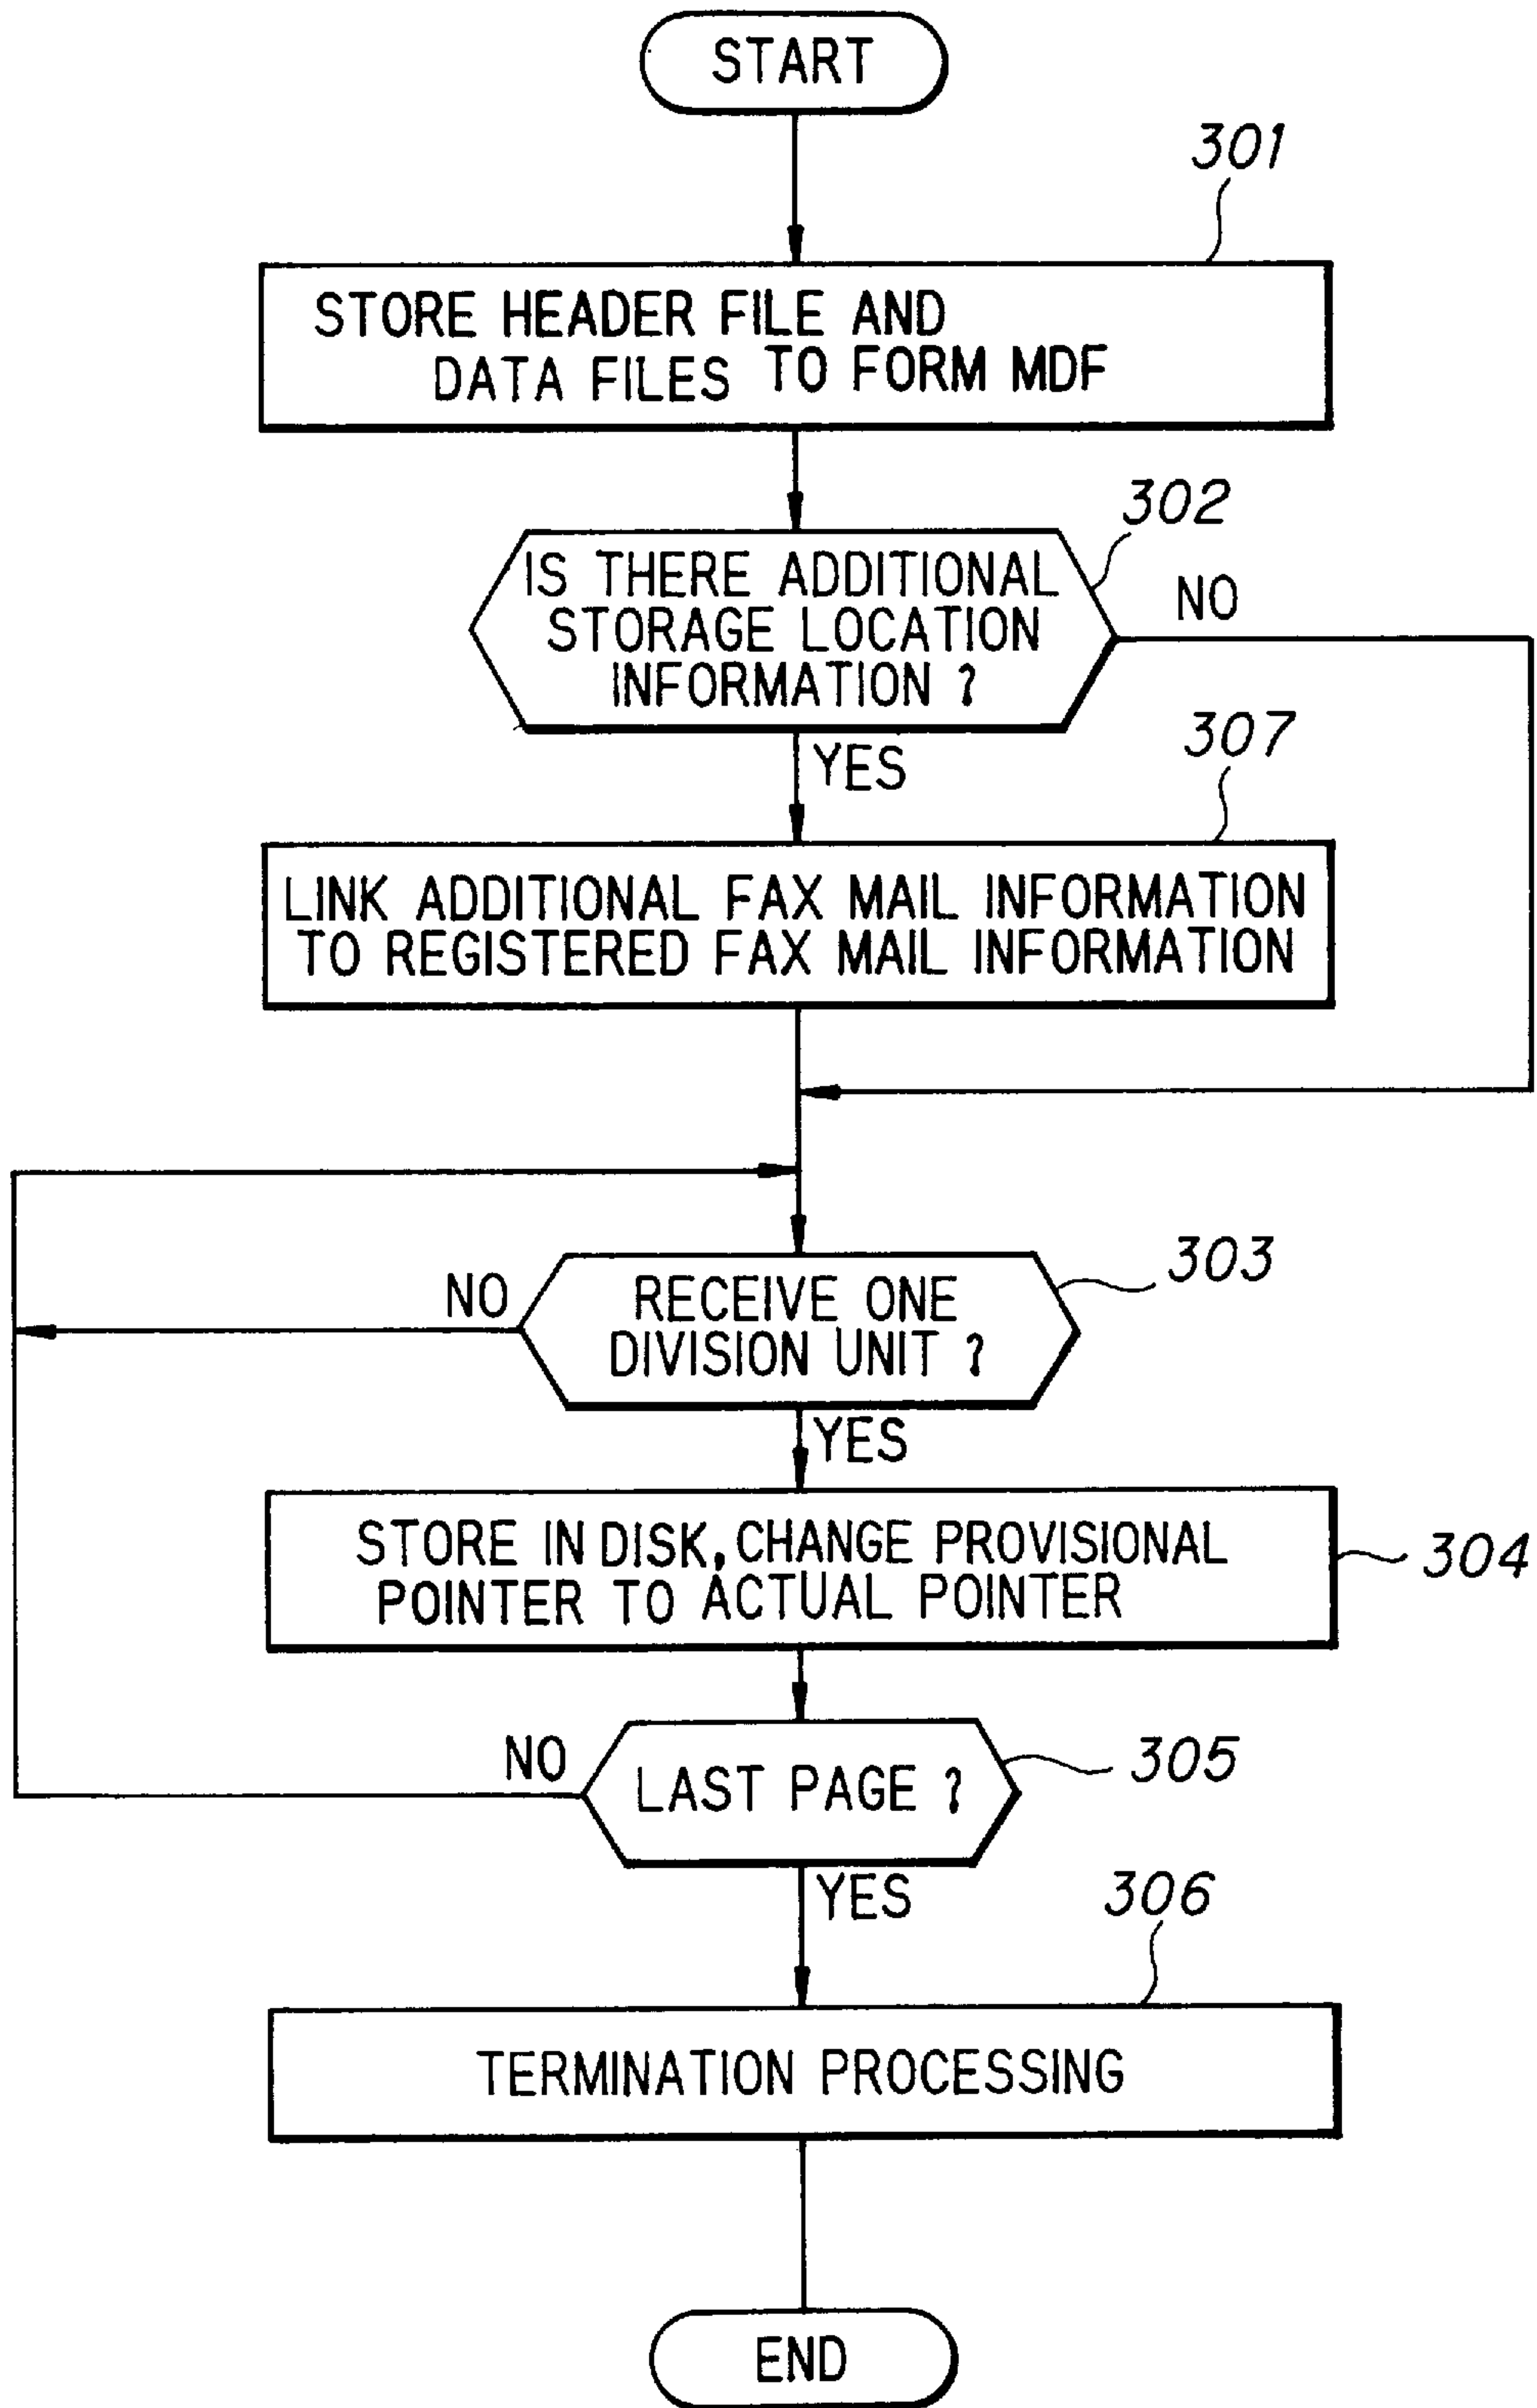 START
301
STORE HEADER FILE AND
DATA FILES TO FORM MDF
302
IS THERE ADDITIONAL
STORAGE LOCATION
INFORMATION ?
NO
YES
307
LINK ADDITIONAL FAX MAIL INFORMATION
TO REGISTERED FAX MAIL INFORMATION
303
NO
RECEIVE ONE
DIVISION UNIT ?
YES
STORE IN DISK, CHANGE PROVISIONAL
POINTER TO ACTUAL POINTER
304
NO
LAST PAGE ?
305
YES
306
TERMINATION PROCESSING
END